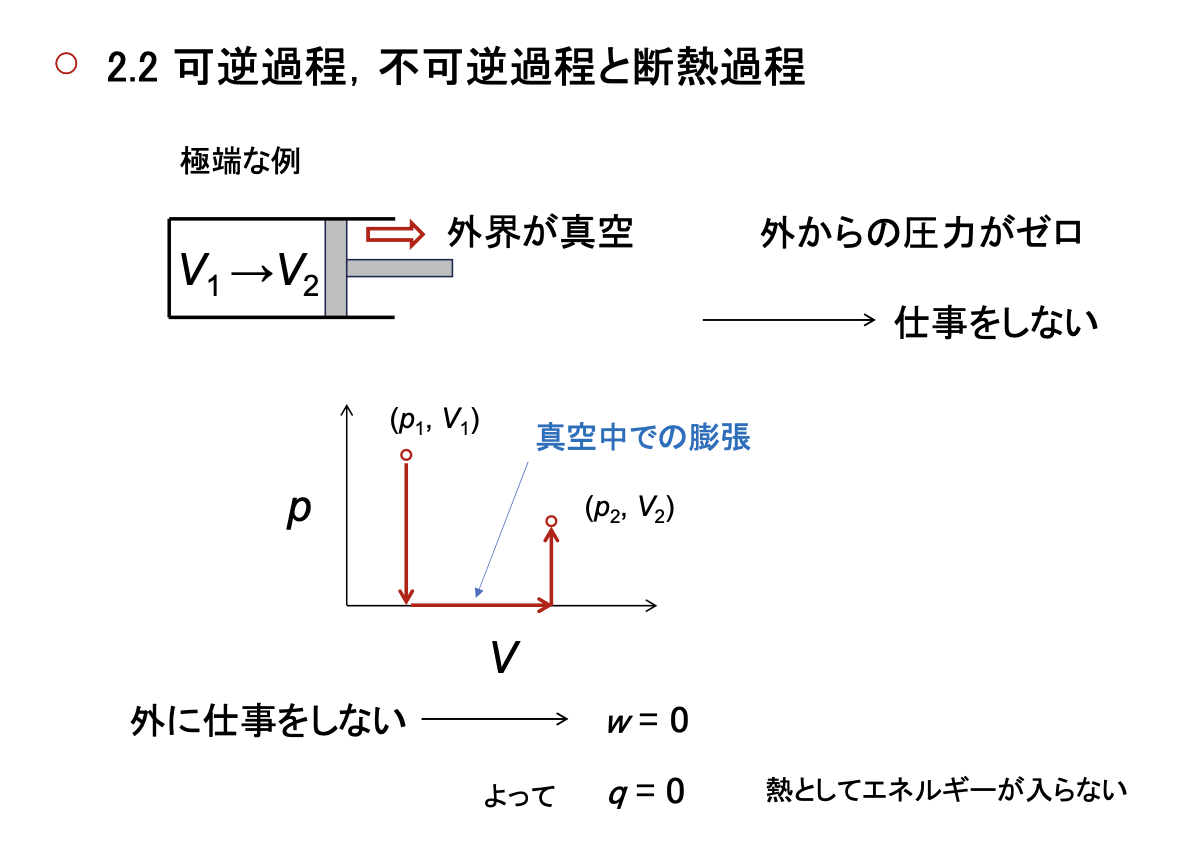 2.2 可逆過程，不可逆過程と断熱過程
極端な例
V1→V2
外界が真空
外からの圧力がゼロ
仕事をしない
(p1, V1)
真空中での膨張
p
(p2, V2)
V
外に仕事をしない
w = 0
よって
q = 0
熱としてエネルギーが入らない